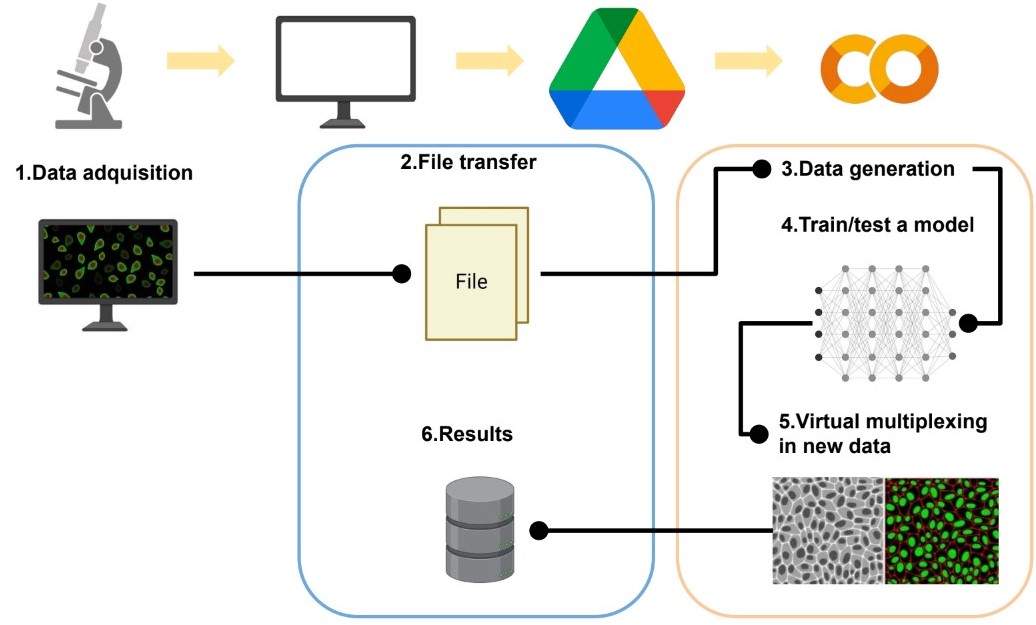 1.Data adquisition
2.File transfer
File
3.Data generation
4.Train/test a model
5.Virtual multiplexing
in new data
6.Results